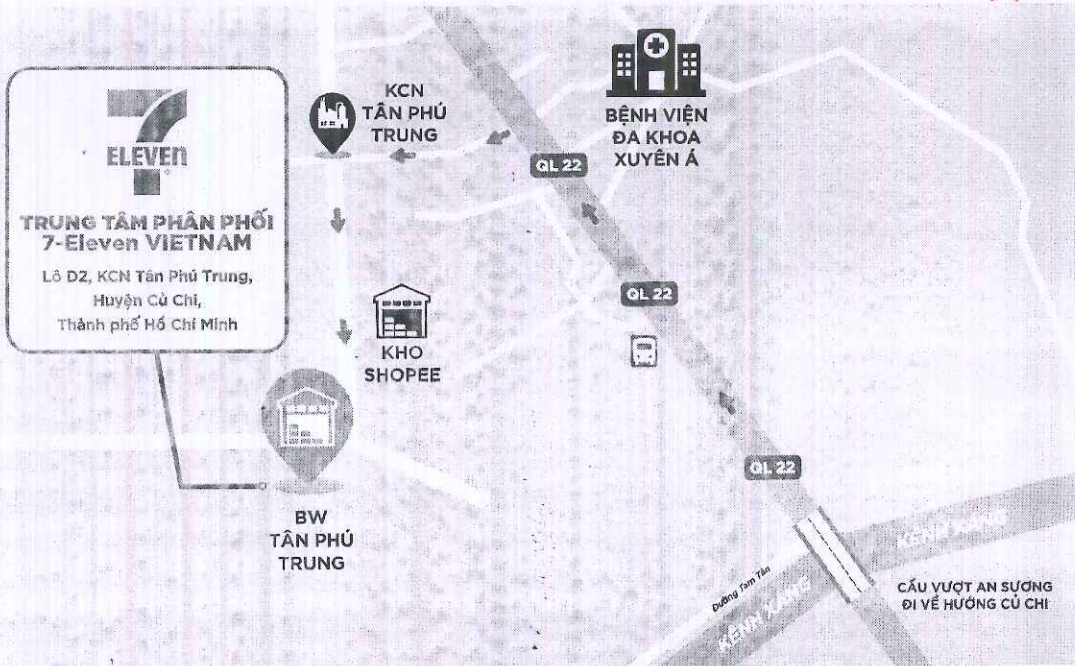 7
ELEVEn
TRUNG TÂM PHÂN PHỐI
7-Eleven VIETNAM
Lô D2, KCN Tân Phú Trung,
Huyện Củ Chi,
Thành phố Hồ Chí Minh
KCN
TÂN PHÚ
TRUNG
BỆNH VIỆN
ĐA KHOA
XUYÊN Á
QL 22
QL 22
KHO
SHOPEE
QL 22
BW
TÂN PHÚ
TRUNG
KÊNH XÁNG
Đường Tam Tân
KÊNH XÁNG
CẦU VƯỢT AN SƯƠNG
ĐI VỀ HƯỚNG CỦ CHI